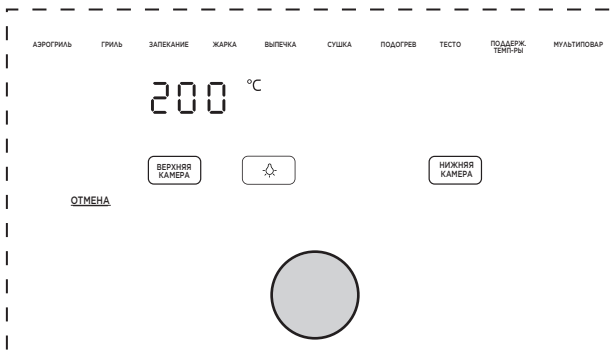 АЭРОГРИЛЬ ГРИЛЬ ЗАПЕКАНИЕ ЖАРКА ВЫПЕЧКА СУШКА ПОДОГРЕВ ТЕСТО ПОДДЕРЖ. ТЕМП-РЫ МУЛЬТИПОВАР
200 °C
ВЕРХНЯЯ
КАМЕРА
НИЖНЯЯ
КАМЕРА
ОТМЕНА